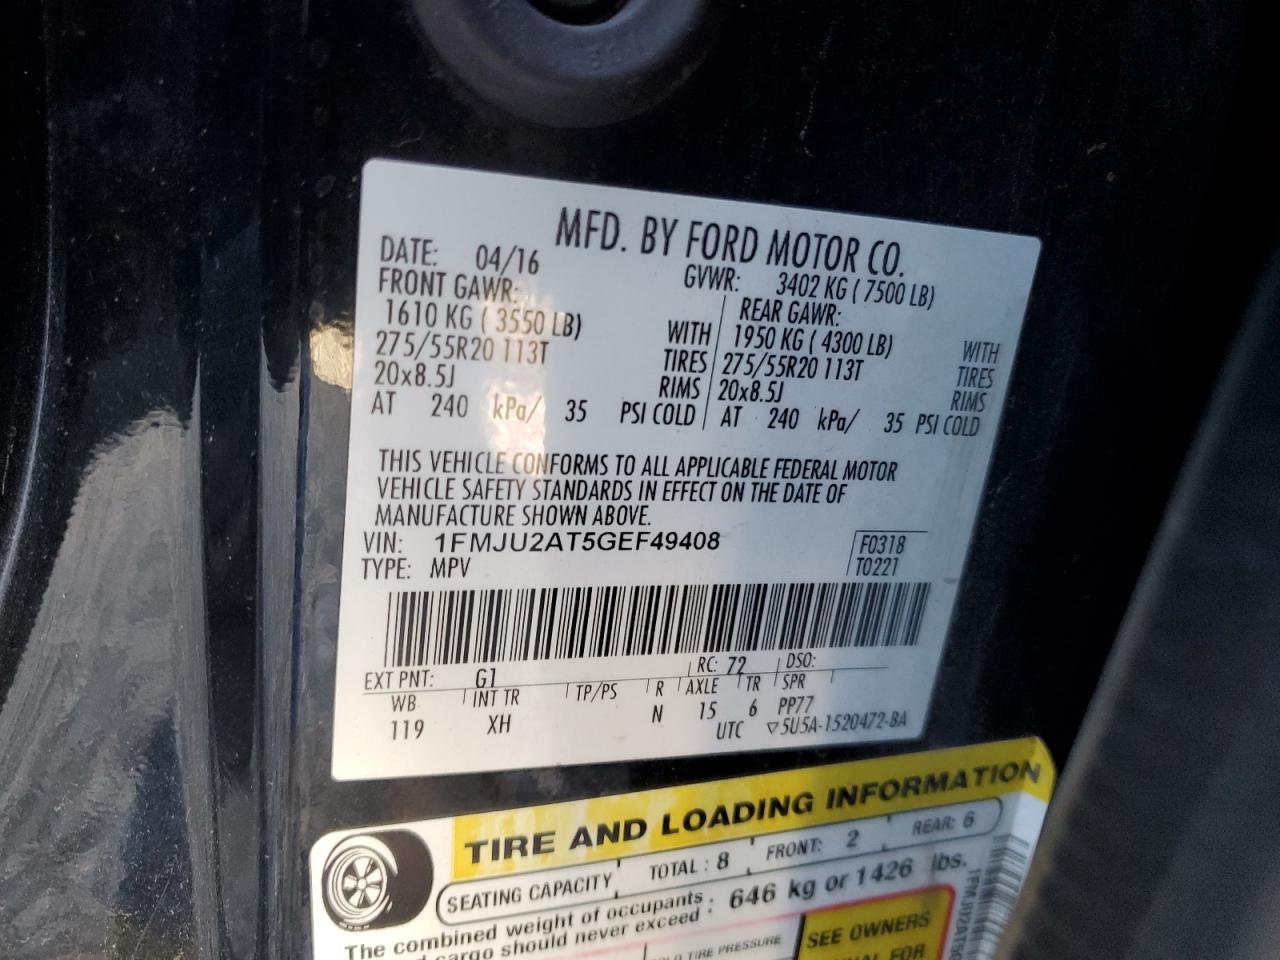 MFD. BY FORD MOTOR CO.
DATE: 04/16 GVWR: 3402 KG ( 7500 LB)
FRONT GAWR: REAR GAWR:
1610 KG ( 3550 LB) WITH 1950 KG ( 4300 LB) WITH
275/55R20 113T TIRES 275/55R20 113T TIRES
20x8.5J RIMS 20x8.5J RIMS
AT 240 kPa/ 35 PSI COLD AT 240 kPa/ 35 PSI COLD
THIS VEHICLE CONFORMS TO ALL APPLICABLE FEDERAL MOTOR
VEHICLE SAFETY STANDARDS IN EFFECT ON THE DATE OF
MANUFACTURE SHOWN ABOVE.
VIN: 1FMJU2AT5GEF49408 F0318
TYPE: MPV T0221
EXT PNT: G1 RC: 72 DSO:
WB INT TR TP/PS R AXLE TR SPR
119 XH N 15 6 PP77
UTC ▽5U5A-1520472-BA
TIRE AND LOADING INFORMATION
SEATING CAPACITY TOTAL : 8 FRONT: 2 REAR: 6
The combined weight of occupants : 646 kg or 1426 lbs.
cargo should never exceed
TIRE PRESSURE
SEE OWNERS
FOR